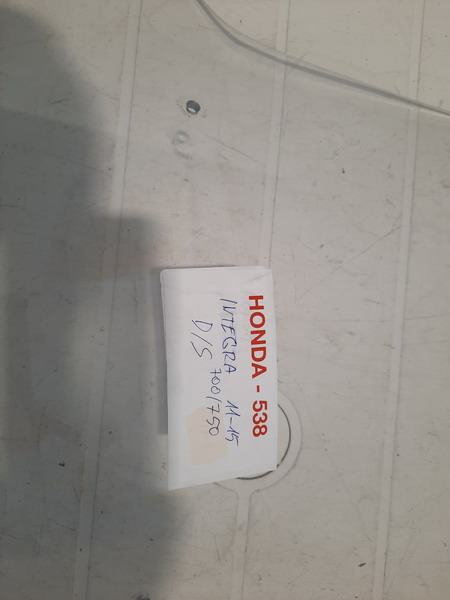 HONDA - 538
INTEGRA 11-15
D/S 700/750